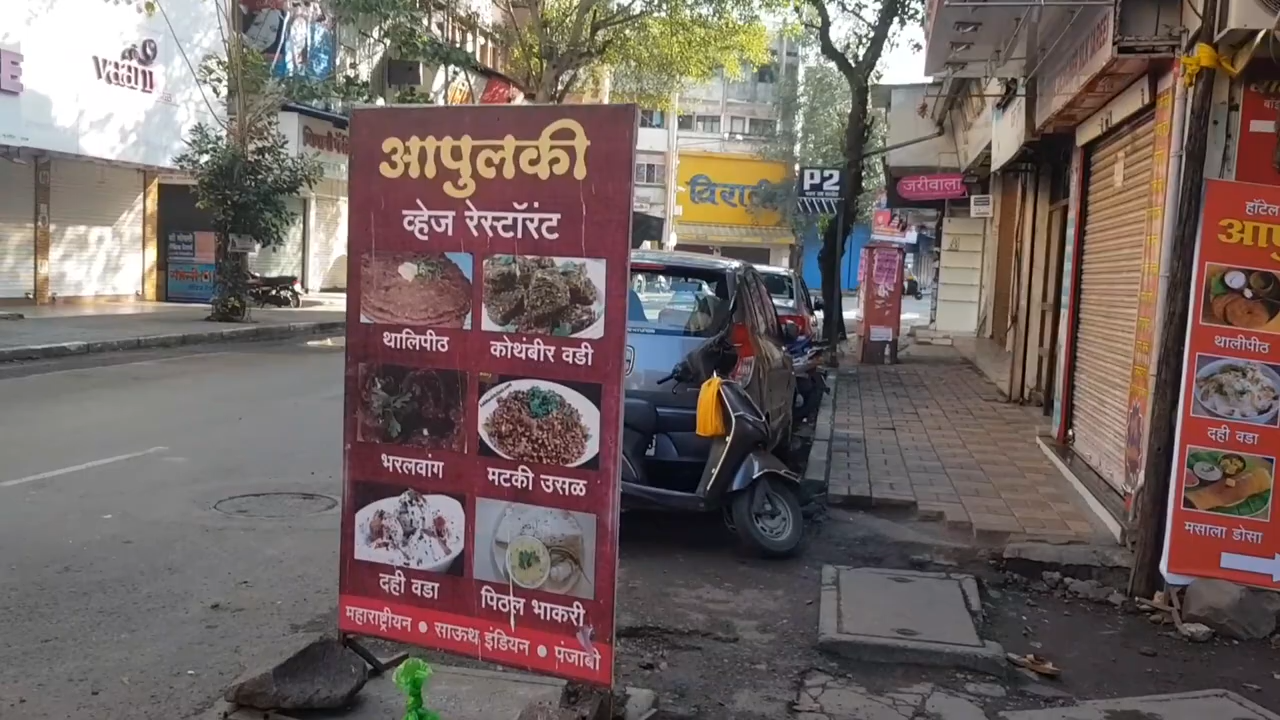 vaani
E
आपुलकी
व्हेज रेस्टॉरंट
थालिपीठ
कोथंबीर वडी
भरलवांग
मटकी उसळ
दही वडा
पिठलं भाकरी
महाराष्ट्रीयन • साऊथ इंडियन • पंजाबी
P2
जरीवाला
हॉटेल
आपु
थालीपीठ
दही वडा
मसाला डोसा